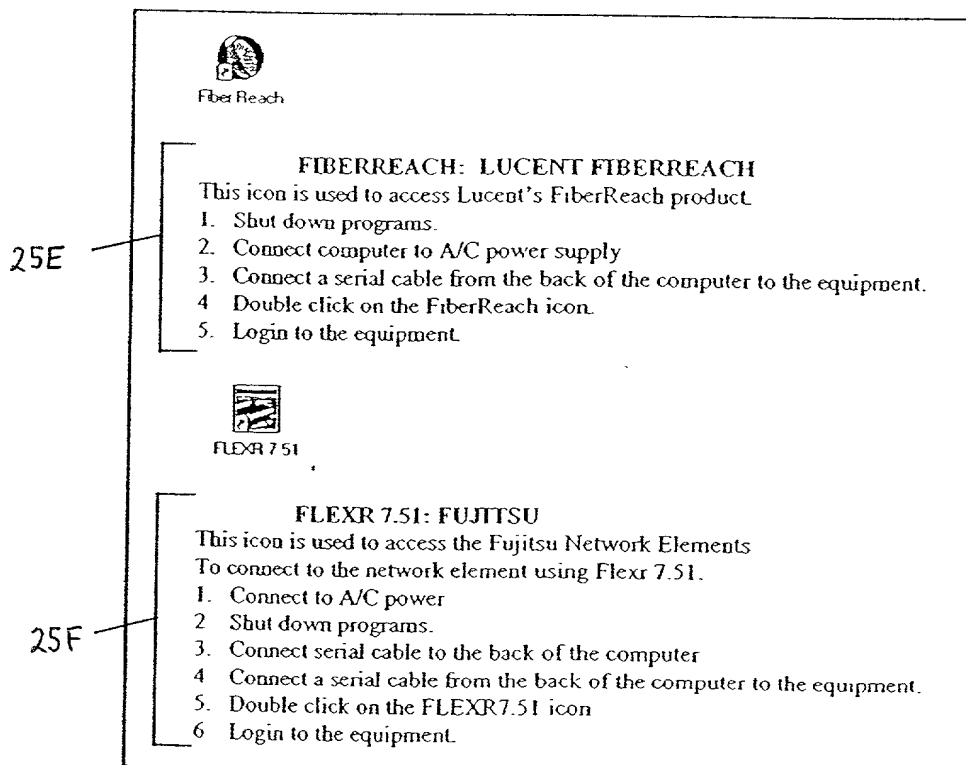 Fiber Reach
FIBERREACH: LUCENT FIBERREACH
This icon is used to access Lucent's FiberReach product.
1. Shut down programs.
2. Connect computer to A/C power supply
25E
3. Connect a serial cable from the back of the computer to the equipment.
4 Double click on the FiberReach icon.
5. Login to the equipment.
FLEXR 7.51
FLEXR 7.51: FUJITSU
This icon is used to access the Fujitsu Network Elements
To connect to the network element using Flexr 7.51.
1. Connect to A/C power
2 Shut down programs.
25F
3. Connect serial cable to the back of the computer
4 Connect a serial cable from the back of the computer to the equipment.
5. Double click on the FLEXR7.51 icon
6 Login to the equipment.